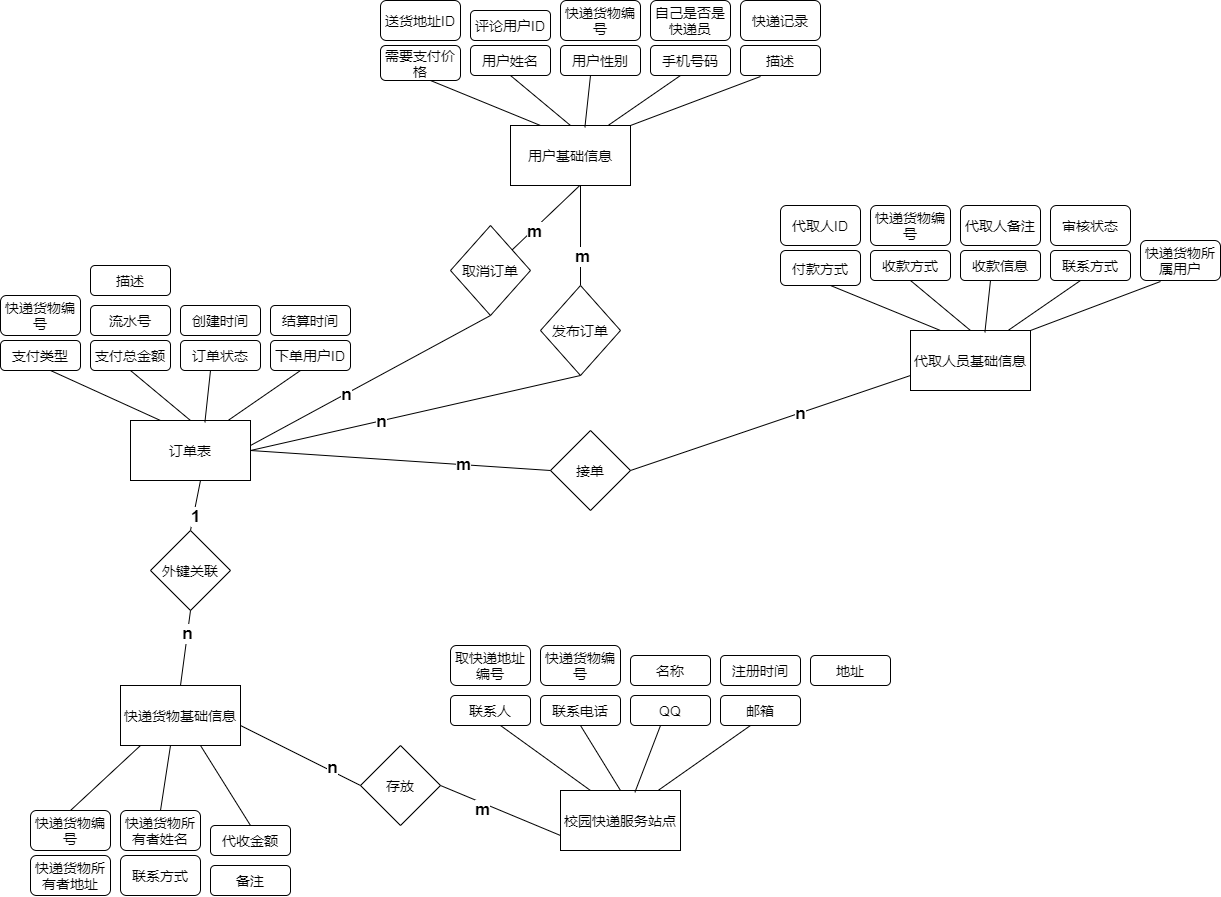 送货地址ID
评论用户ID
快递货物编
号
自己是否是
快递员
快递记录
需要支付价
格
用户姓名
用户性别
手机号码
描述
用户基础信息
m
取消订单
m
发布订单
n
n
代取人ID
快递货物编
号
代取人备注
审核状态
付款方式
收款方式
收款信息
联系方式
快递货物所
属用户
代取人员基础信息
描述
快递货物编
号
流水号
创建时间
结算时间
支付类型
支付总金额
订单状态
下单用户ID
订单表
m
接单
n
1
外键关联
n
快递货物基础信息
快递货物编
号
快递货物所
有者姓名
代收金额
快递货物所
有者地址
联系方式
备注
n
存放
m
取快递地址
编号
快递货物编
号
名称
注册时间
地址
联系人
联系电话
QQ
邮箱
校园快递服务站点